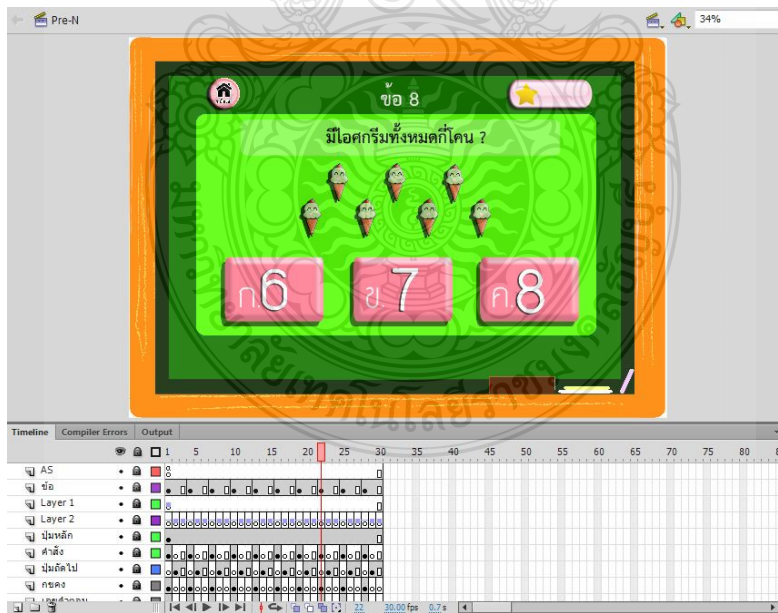 Pre-N
34%
ข้อ 8
มีไอศกรีมทั้งหมดกี่โคน ?
ก.6
ข.7
ค.8
Timeline Compiler Errors Output
1 5 10 15 20 25 30 35 40 45 50 55 60 65 70 75 80
AS
ข้อ
Layer 1
Layer 2
ปุ่มหลัก
คำสั่ง
ปุ่มถัดไป
กขคง
22 30.00 fps 0.7 s